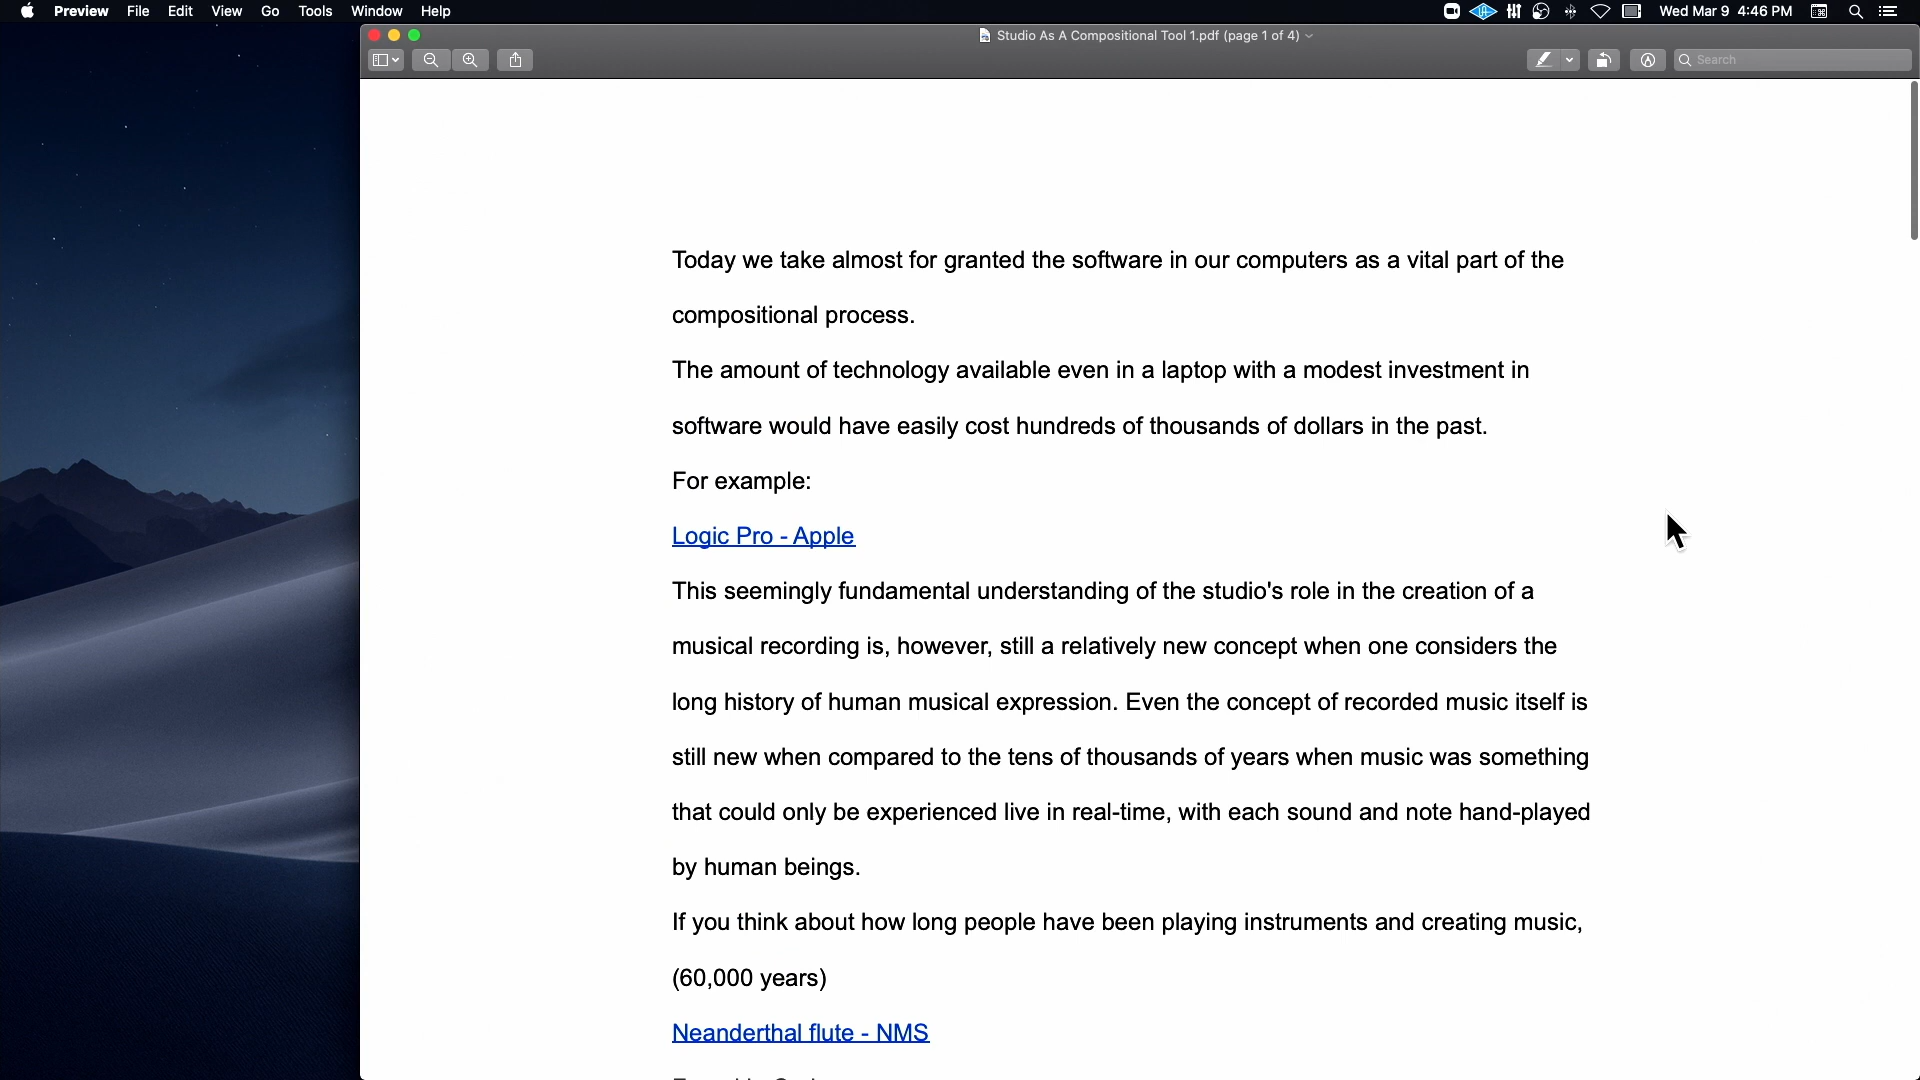 Preview File Edit View Go Tools Window Help
Wed Mar 9 4:46 PM
Studio As A Compositional Tool 1.pdf (page 1 of 4)
Search
Today we take almost for granted the software in our computers as a vital part of the
compositional process.
The amount of technology available even in a laptop with a modest investment in
software would have easily cost hundreds of thousands of dollars in the past.
For example:
Logic Pro - Apple
This seemingly fundamental understanding of the studio's role in the creation of a
musical recording is, however, still a relatively new concept when one considers the
long history of human musical expression. Even the concept of recorded music itself is
still new when compared to the tens of thousands of years when music was something
that could only be experienced live in real-time, with each sound and note hand-played
by human beings.
If you think about how long people have been playing instruments and creating music,
(60,000 years)
Neanderthal flute - NMS